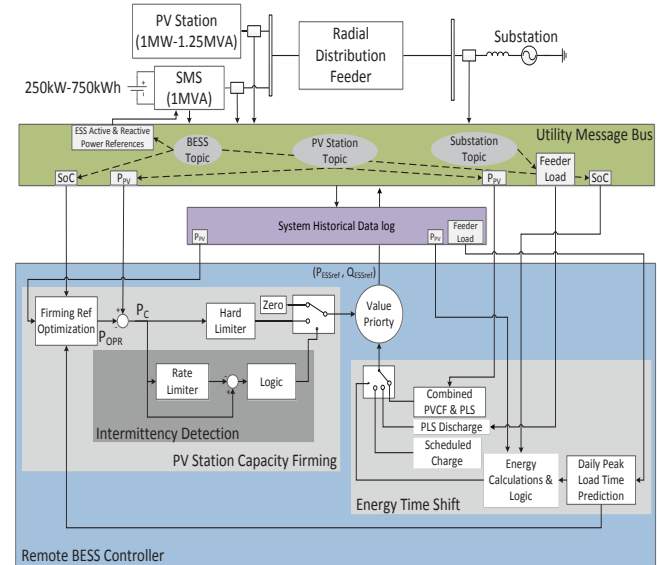 PV Station
(1MW-1.25MVA)
Radial
Distribution
Feeder
Substation
250kW-750kWh
SMS
(1MVA)
ESS Active & Reactive
Power References
BESS
Topic
PV Station
Topic
Substation
Topic
Utility Message Bus
Feeder
Load
SoC
PPV
PPV
SoC
System Historical Data log
PPV
PPV
Feeder
Load
(PESSref , QESSref)
Firming Ref
Optimization
POPR
+
-
PC
Hard
Limiter
Zero
Value
Priorty
Rate
Limiter
-
+
Logic
Intermittency Detection
PV Station Capacity Firming
Combined
PVCF & PLS
PLS Discharge
Scheduled
Charge
Energy
Calculations &
Logic
Daily Peak
Load Time
Prediction
Energy Time Shift
Remote BESS Controller